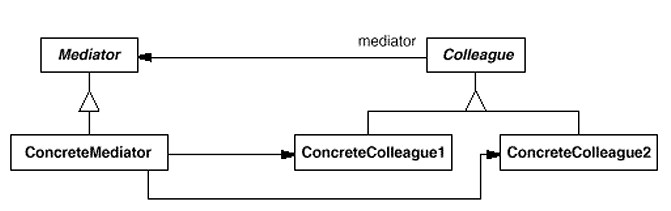 mediator
Mediator
Colleague
ConcreteMediator
ConcreteColleague1
ConcreteColleague2